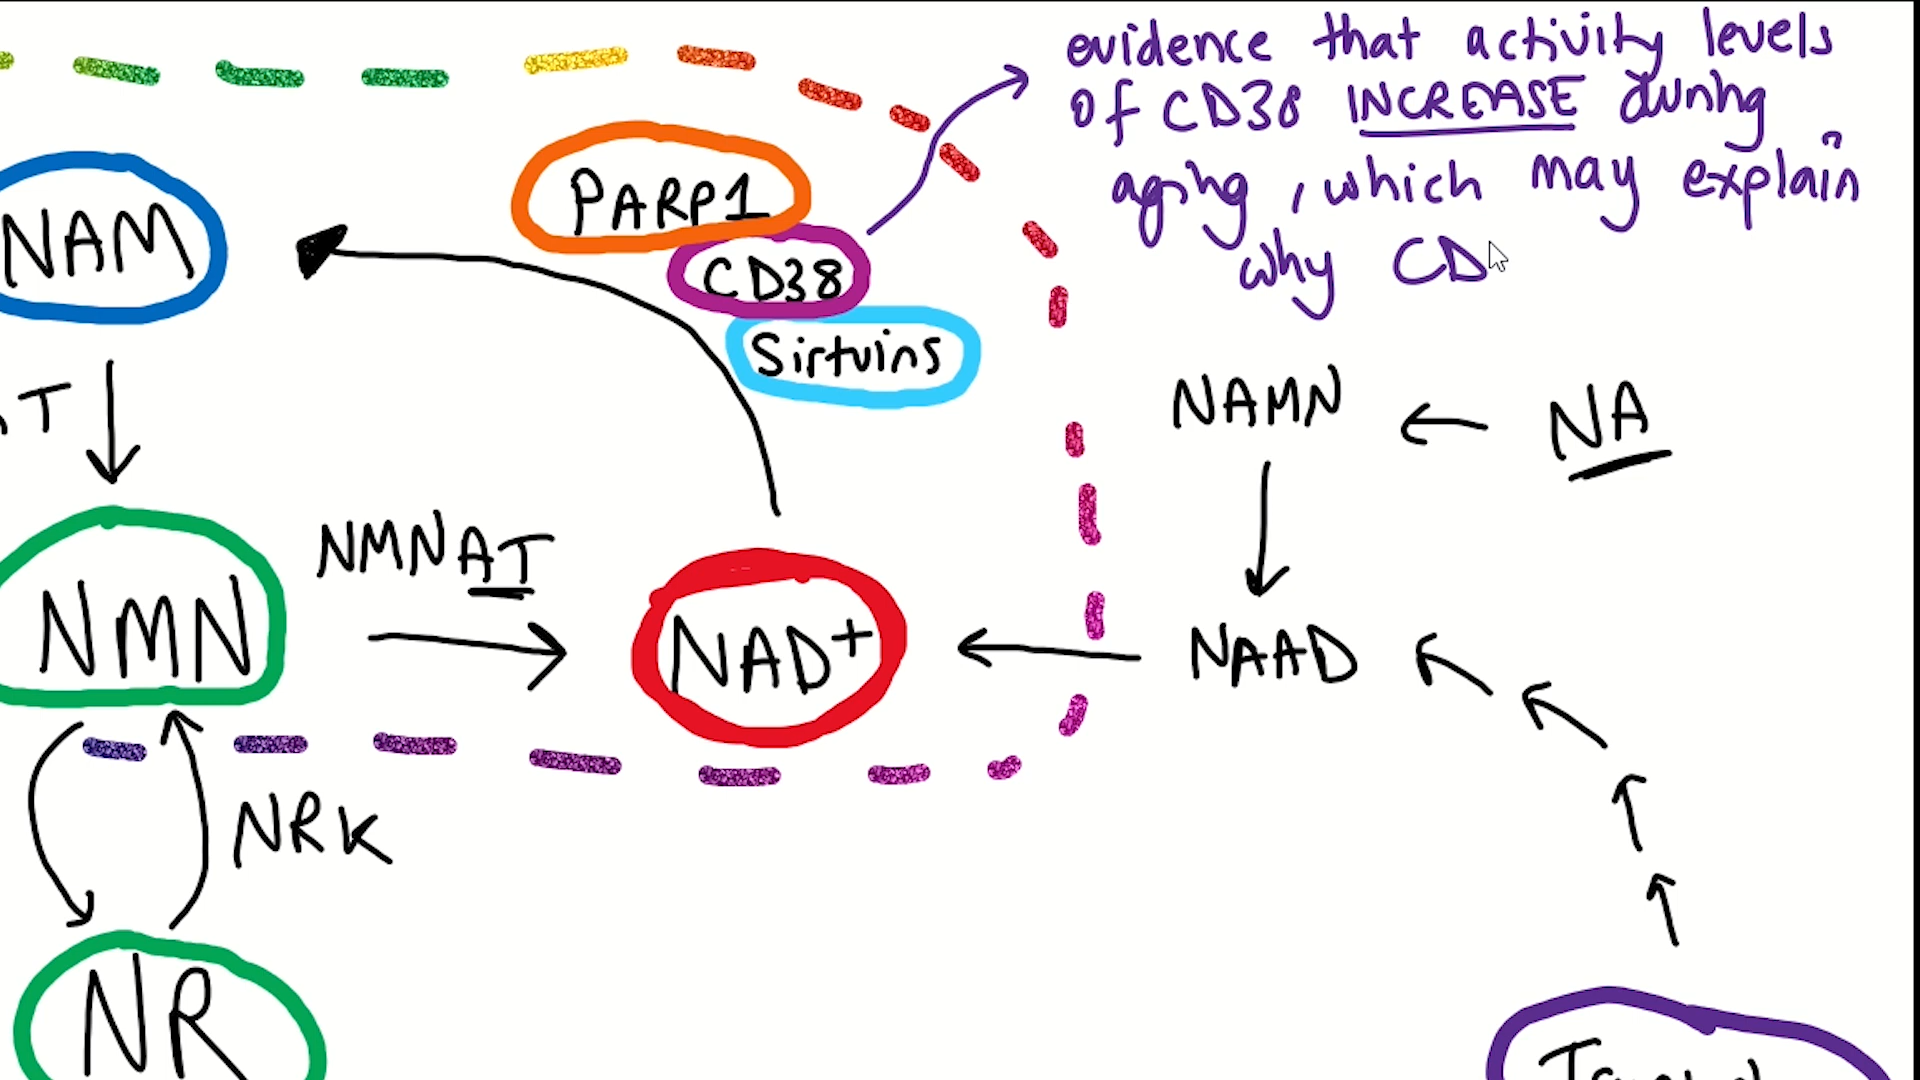 evidence that activity levels
of CD38 INCREASE during
aging, which may explain
why CD
PARP1
NAM
CD38
Sirtuins
NAMN ← NA
NMNAT
NMN
NAD+
NAAD
NRK
NR